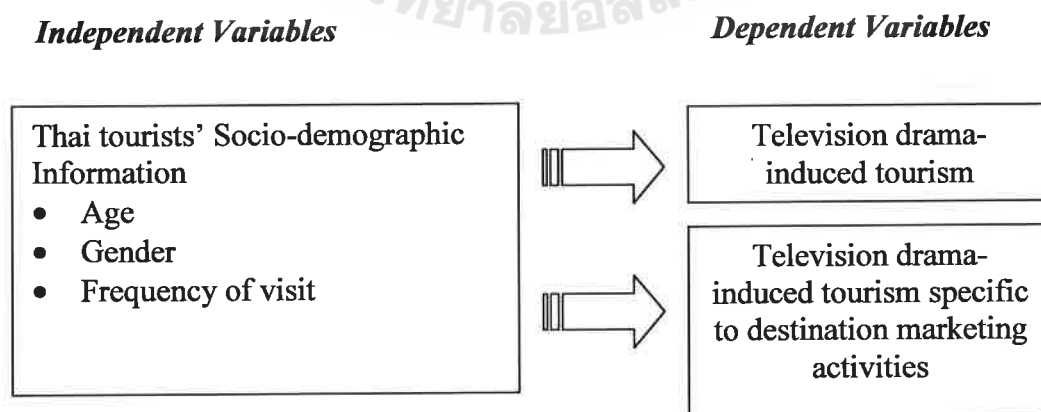 Independent Variables
Dependent Variables
Thai tourists' Socio-demographic
Information
• Age
• Gender
• Frequency of visit
Television drama-
induced tourism
Television drama-
induced tourism specific
to destination marketing
activities